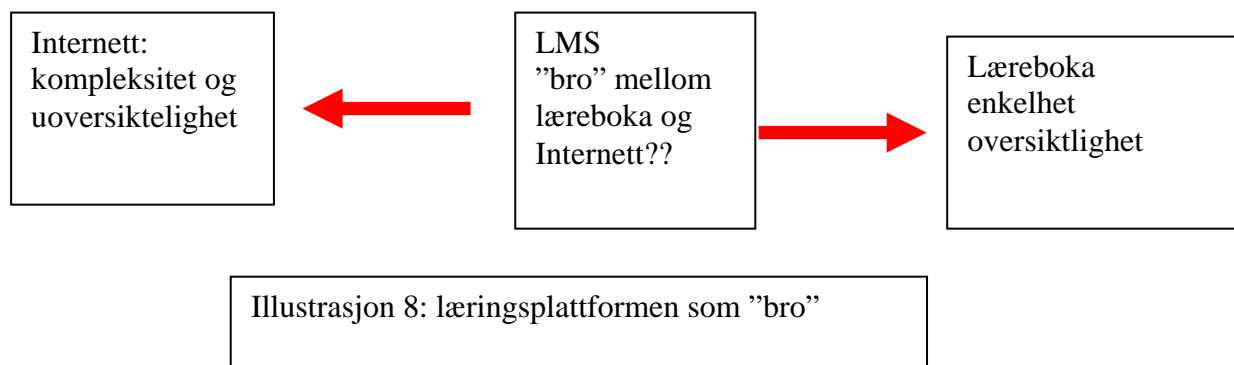 Internett:
kompleksitet og
uoversiktelighet
LMS
”bro” mellom
læreboka og
Internett??
Læreboka
enkelhet
oversiktlighet
Illustrasjon 8: læringsplattformen som ”bro”